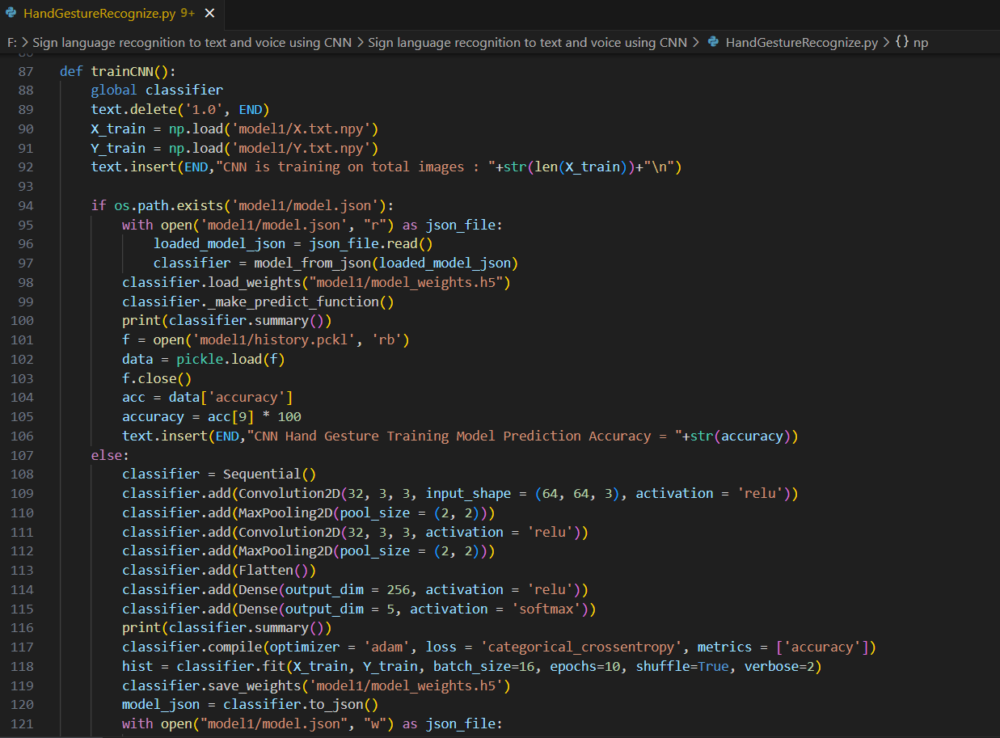 HandGestureRecognize.py 9+
F: > Sign language recognition to text and voice using CNN > Sign language recognition to text and voice using CNN > HandGestureRecognize.py > {} np
87 def trainCNN():
88 global classifier
89 text.delete('1.0', END)
90 X_train = np.load('model1/X.txt.npy')
91 Y_train = np.load('model1/Y.txt.npy')
92 text.insert(END,"CNN is training on total images : "+str(len(X_train))+"\n")
93
94 if os.path.exists('model1/model.json'):
95 with open('model1/model.json', "r") as json_file:
96 loaded_model_json = json_file.read()
97 classifier = model_from_json(loaded_model_json)
98 classifier.load_weights("model1/model_weights.h5")
99 classifier._make_predict_function()
100 print(classifier.summary())
101 f = open('model1/history.pckl', 'rb')
102 data = pickle.load(f)
103 f.close()
104 acc = data['accuracy']
105 accuracy = acc[9] * 100
106 text.insert(END,"CNN Hand Gesture Training Model Prediction Accuracy = "+str(accuracy))
107 else:
108 classifier = Sequential()
109 classifier.add(Convolution2D(32, 3, 3, input_shape = (64, 64, 3), activation = 'relu'))
110 classifier.add(MaxPooling2D(pool_size = (2, 2)))
111 classifier.add(Convolution2D(32, 3, 3, activation = 'relu'))
112 classifier.add(MaxPooling2D(pool_size = (2, 2)))
113 classifier.add(Flatten())
114 classifier.add(Dense(output_dim = 256, activation = 'relu'))
115 classifier.add(Dense(output_dim = 5, activation = 'softmax'))
116 print(classifier.summary())
117 classifier.compile(optimizer = 'adam', loss = 'categorical_crossentropy', metrics = ['accuracy'])
118 hist = classifier.fit(X_train, Y_train, batch_size=16, epochs=10, shuffle=True, verbose=2)
119 classifier.save_weights('model1/model_weights.h5')
120 model_json = classifier.to_json()
121 with open("model1/model.json", "w") as json_file: